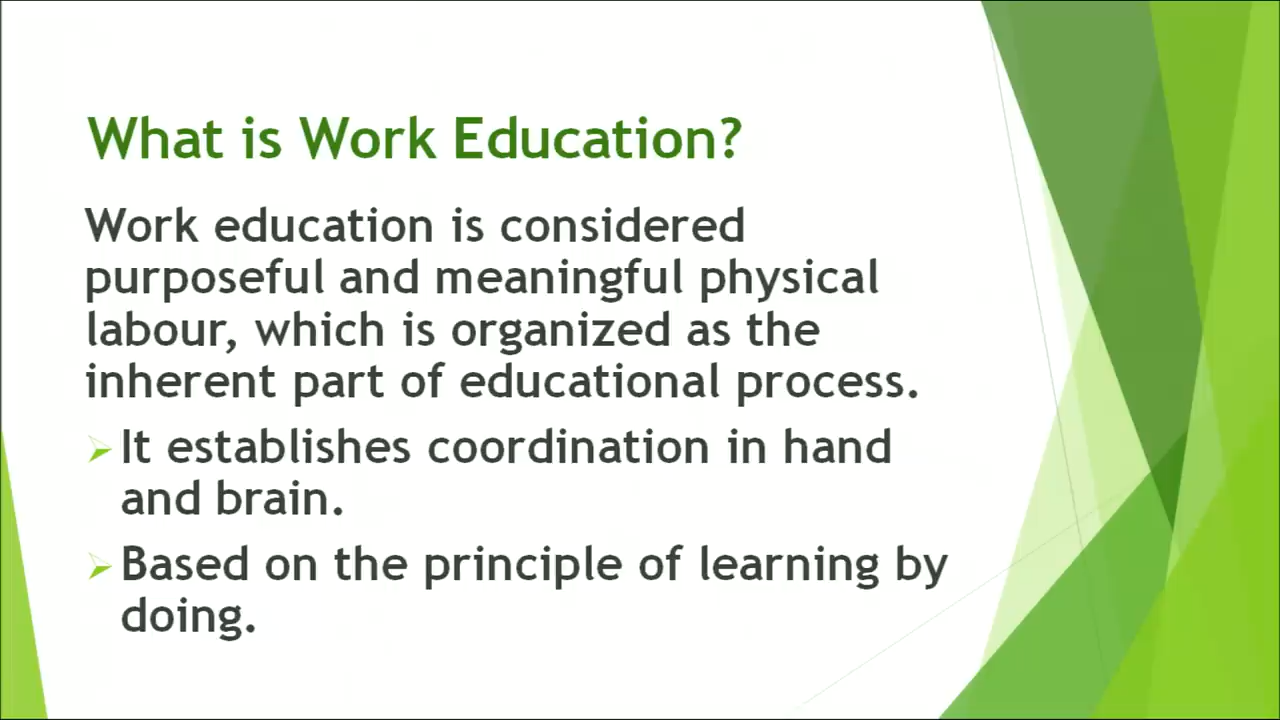 What is Work Education?
Work education is considered
purposeful and meaningful physical
labour, which is organized as the
inherent part of educational process.
It establishes coordination in hand
and brain.
Based on the principle of learning by
doing.